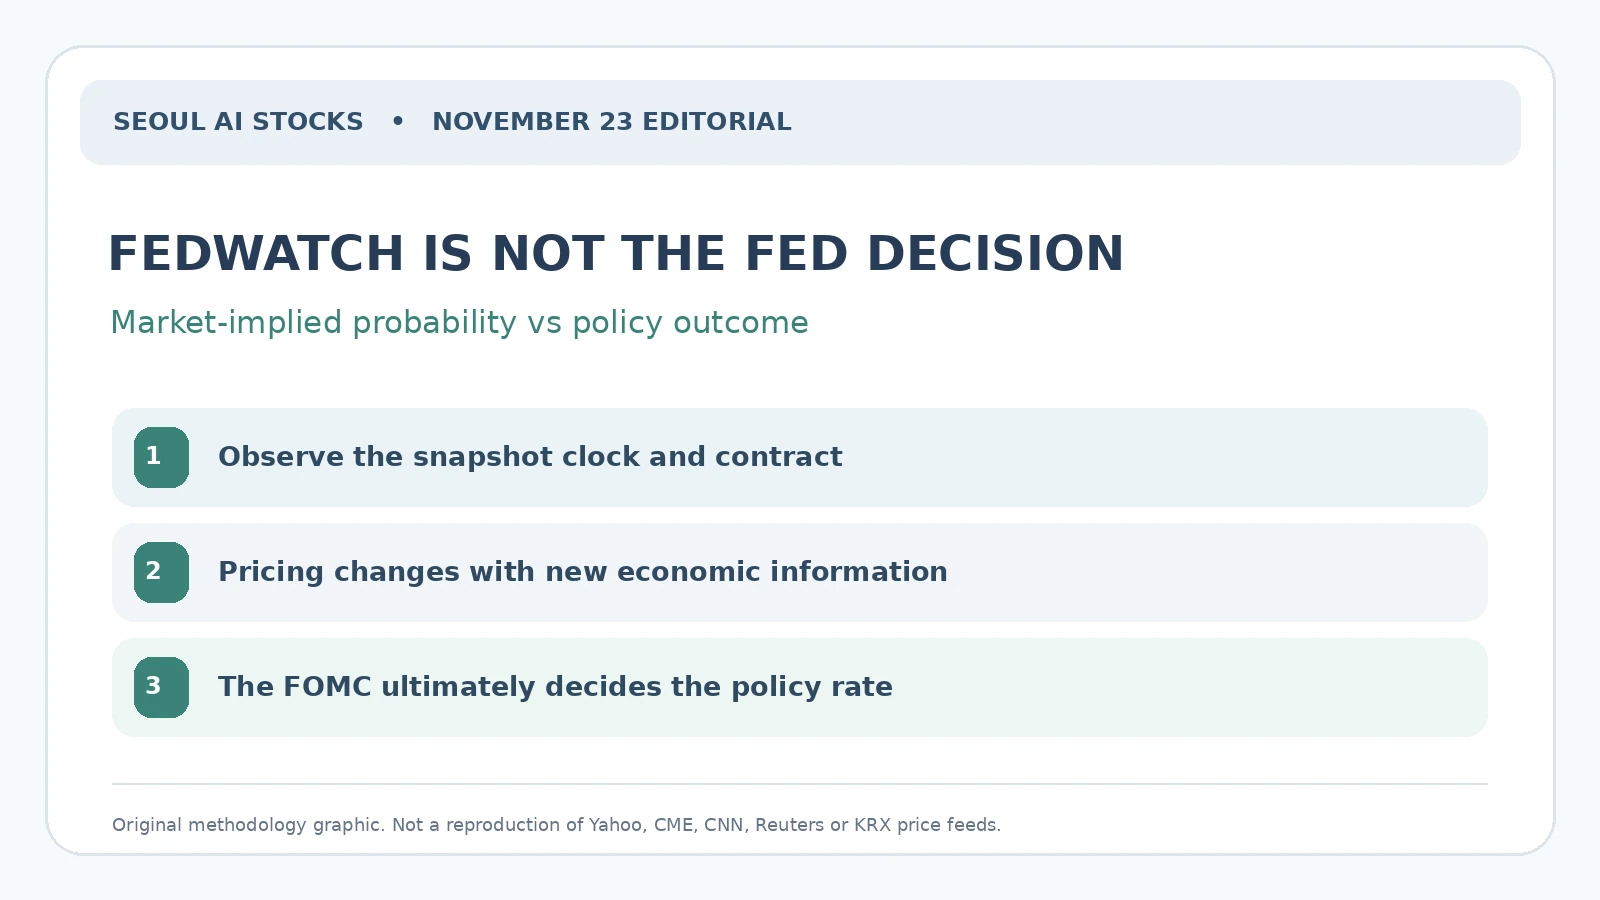 SEOUL AI STOCKS • NOVEMBER 23 EDITORIAL
FEDWATCH IS NOT THE FED DECISION
Market-implied probability vs policy outcome
1 Observe the snapshot clock and contract
2 Pricing changes with new economic information
3 The FOMC ultimately decides the policy rate
Original methodology graphic. Not a reproduction of Yahoo, CME, CNN, Reuters or KRX price feeds.